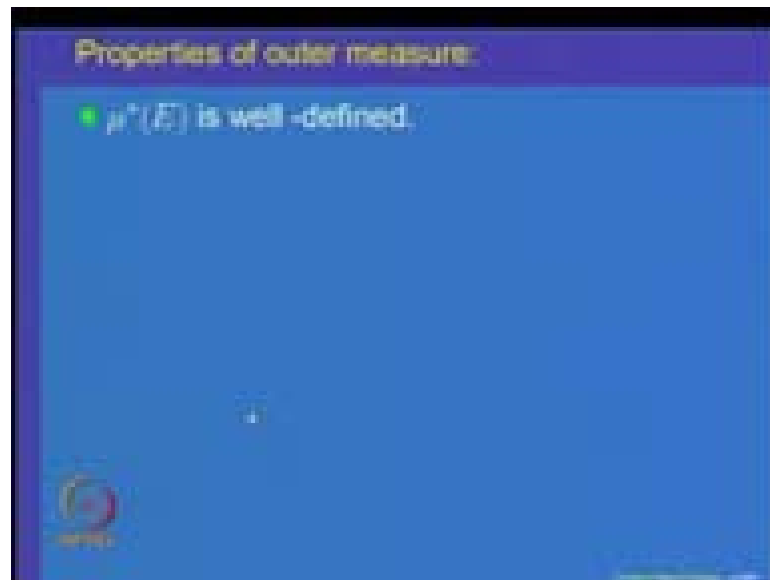 Properties of outer measure:
μ*(E) is well -defined.